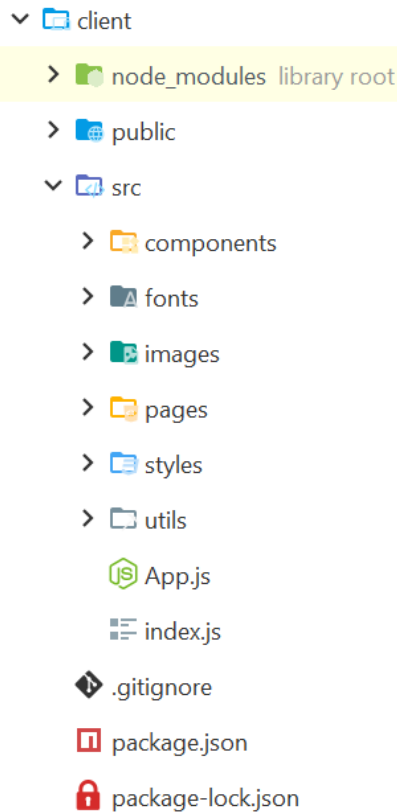 client
node_modules library root
public
src
components
fonts
images
pages
styles
utils
App.js
index.js
.gitignore
package.json
package-lock.json